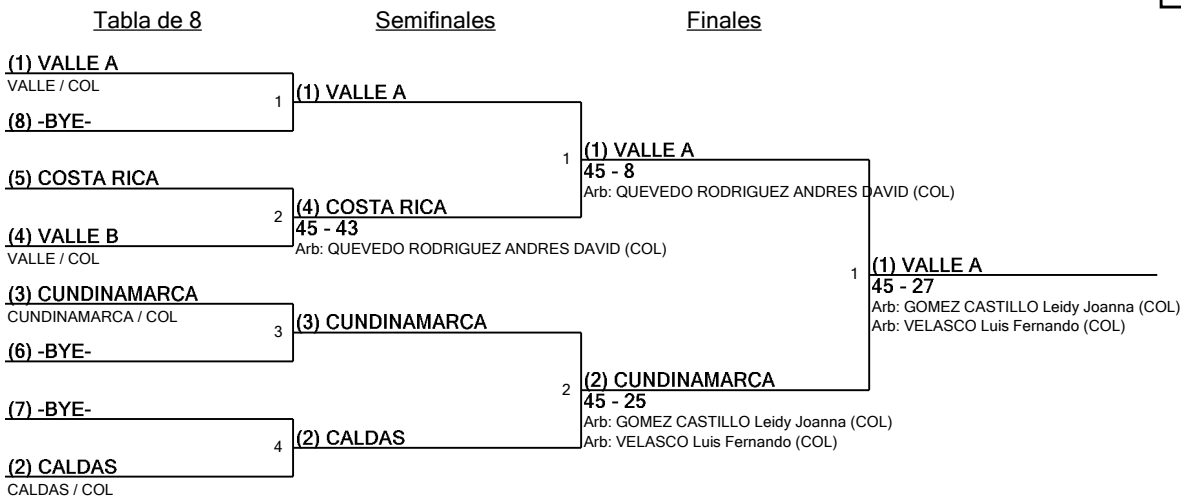 Tabla de 8
Semifinales
Finales
(1) VALLE A
VALLE / COL
1
(1) VALLE A
(8) -BYE-
1
(1) VALLE A
45 - 8
Arb: QUEVEDO RODRIGUEZ ANDRES DAVID (COL)
(5) COSTA RICA
2
(4) COSTA RICA
45 - 43
Arb: QUEVEDO RODRIGUEZ ANDRES DAVID (COL)
(4) VALLE B
VALLE / COL
1
(1) VALLE A
45 - 27
Arb: GOMEZ CASTILLO Leidy Joanna (COL)
Arb: VELASCO Luis Fernando (COL)
(3) CUNDINAMARCA
CUNDINAMARCA / COL
3
(3) CUNDINAMARCA
(6) -BYE-
2
(2) CUNDINAMARCA
45 - 25
Arb: GOMEZ CASTILLO Leidy Joanna (COL)
Arb: VELASCO Luis Fernando (COL)
(7) -BYE-
4
(2) CALDAS
(2) CALDAS
CALDAS / COL